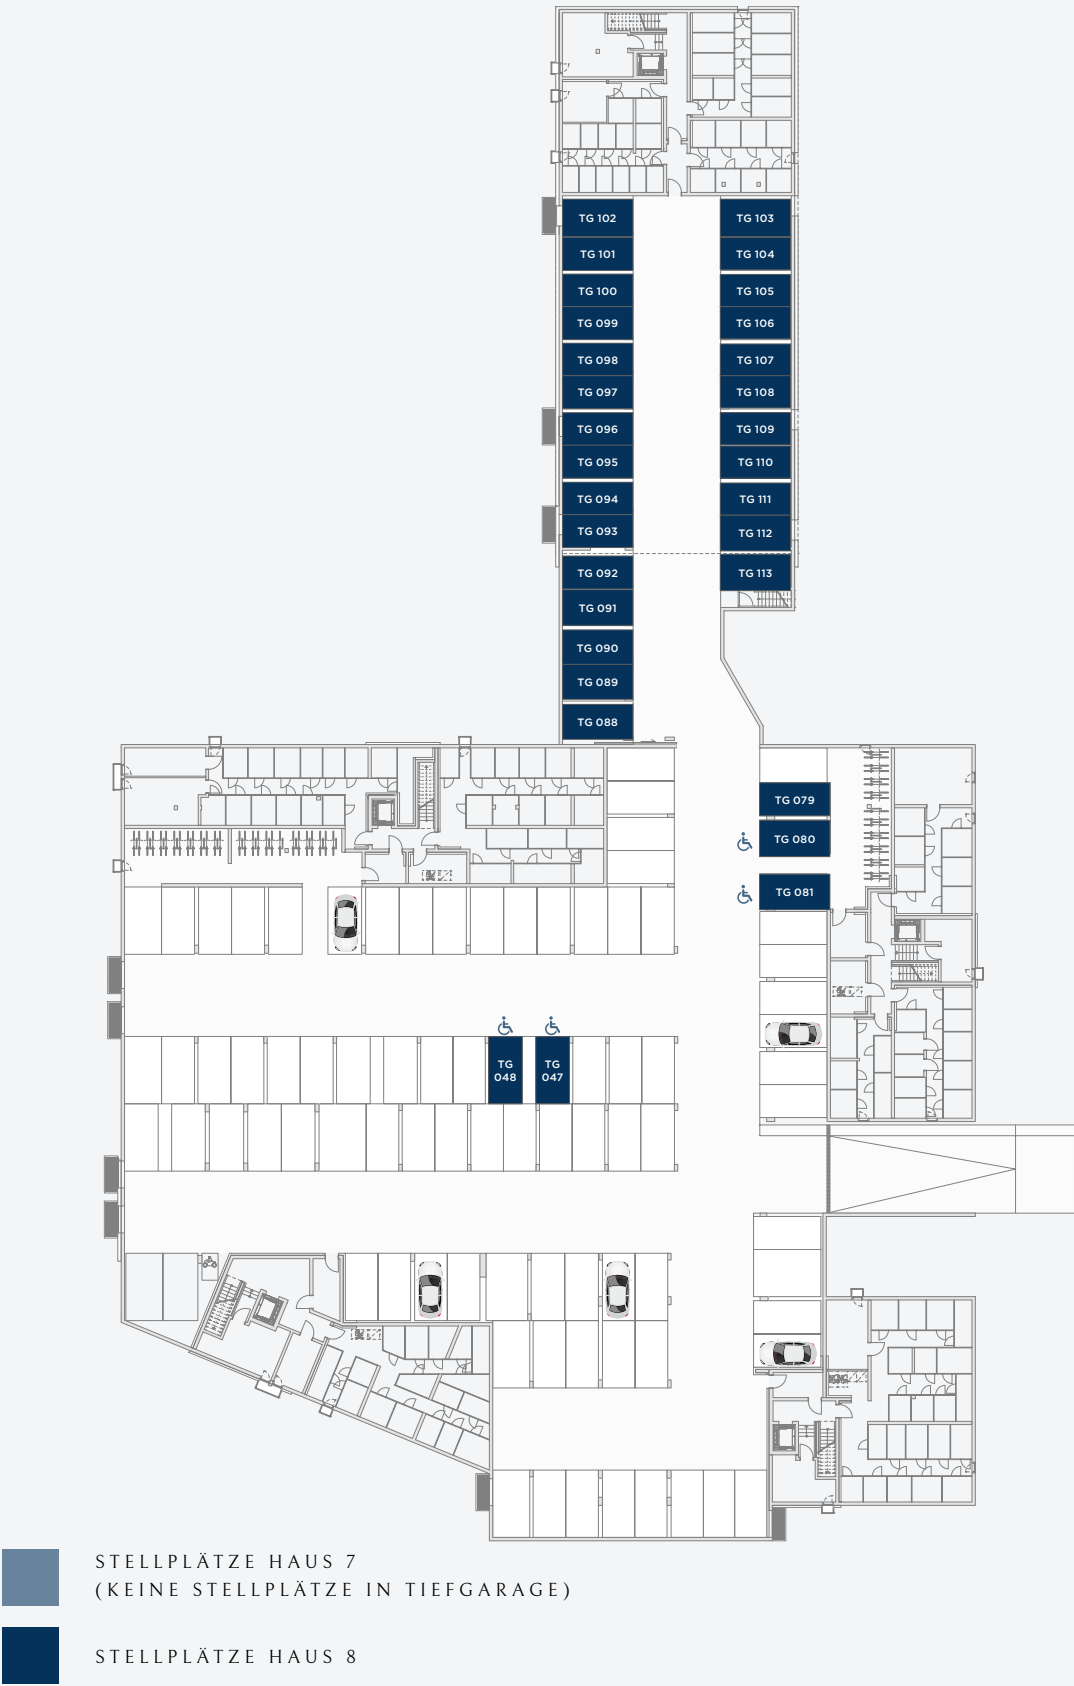 TG 102
TG 103
TG 101
TG 104
TG 100
TG 105
TG 099
TG 106
TG 098
TG 107
TG 097
TG 108
TG 096
TG 109
TG 095
TG 110
TG 094
TG 111
TG 093
TG 112
TG 092
TG 113
TG 091
TG 090
TG 089
TG 088
TG 079
TG 080
TG 081
TG
048
TG
047
STELLPLÄTZE HAUS 7
(KEINE STELLPLÄTZE IN TIEFGARAGE)
STELLPLÄTZE HAUS 8